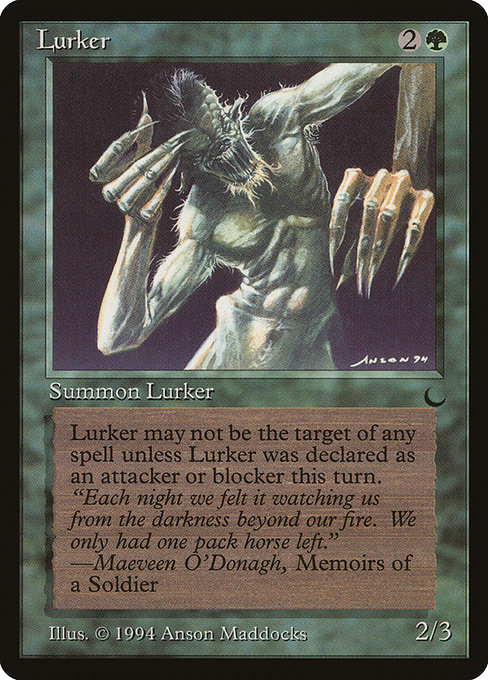 Lurker 2
ANSON 94
Summon Lurker
Lurker may not be the target of any
spell unless Lurker was declared as
an attacker or blocker this turn.
“Each night we felt it watching us
from the darkness beyond our fire. We
only had one pack horse left.”
—Maeveen O’Donagh, Memoirs of
a Soldier
Illus. © 1994 Anson Maddocks 2/3